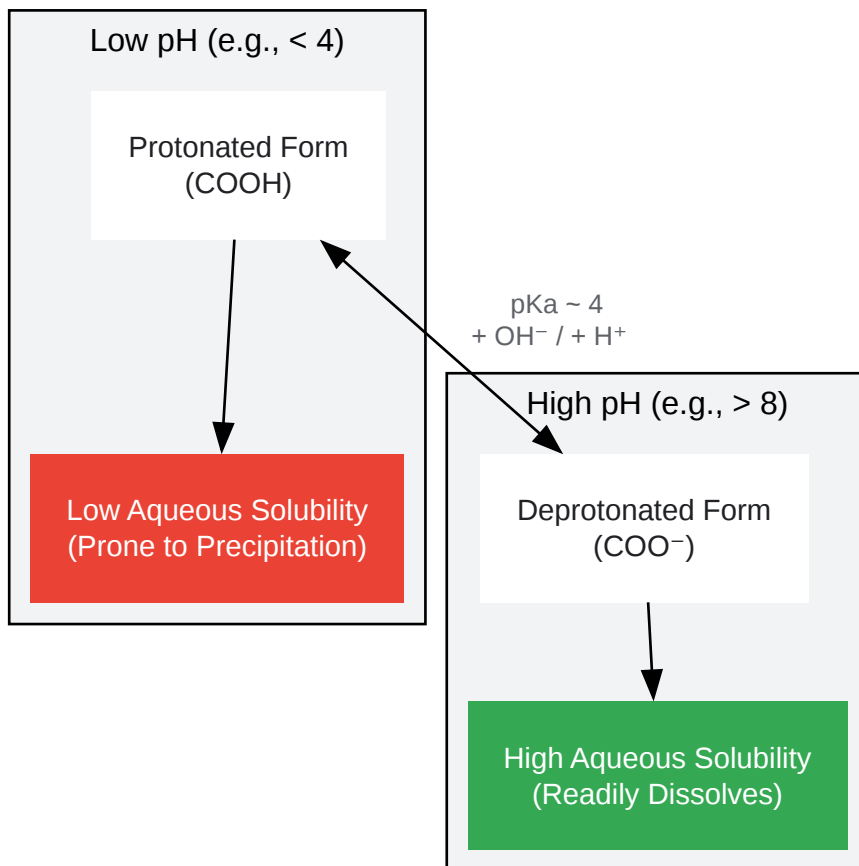 Low pH (e.g., < 4)
Protonated Form
(COOH)
pKa ~ 4
+ OH⁻ / + H⁺
High pH (e.g., > 8)
Low Aqueous Solubility
(Prone to Precipitation)
Deprotonated Form
(COO⁻)
High Aqueous Solubility
(Readily Dissolves)